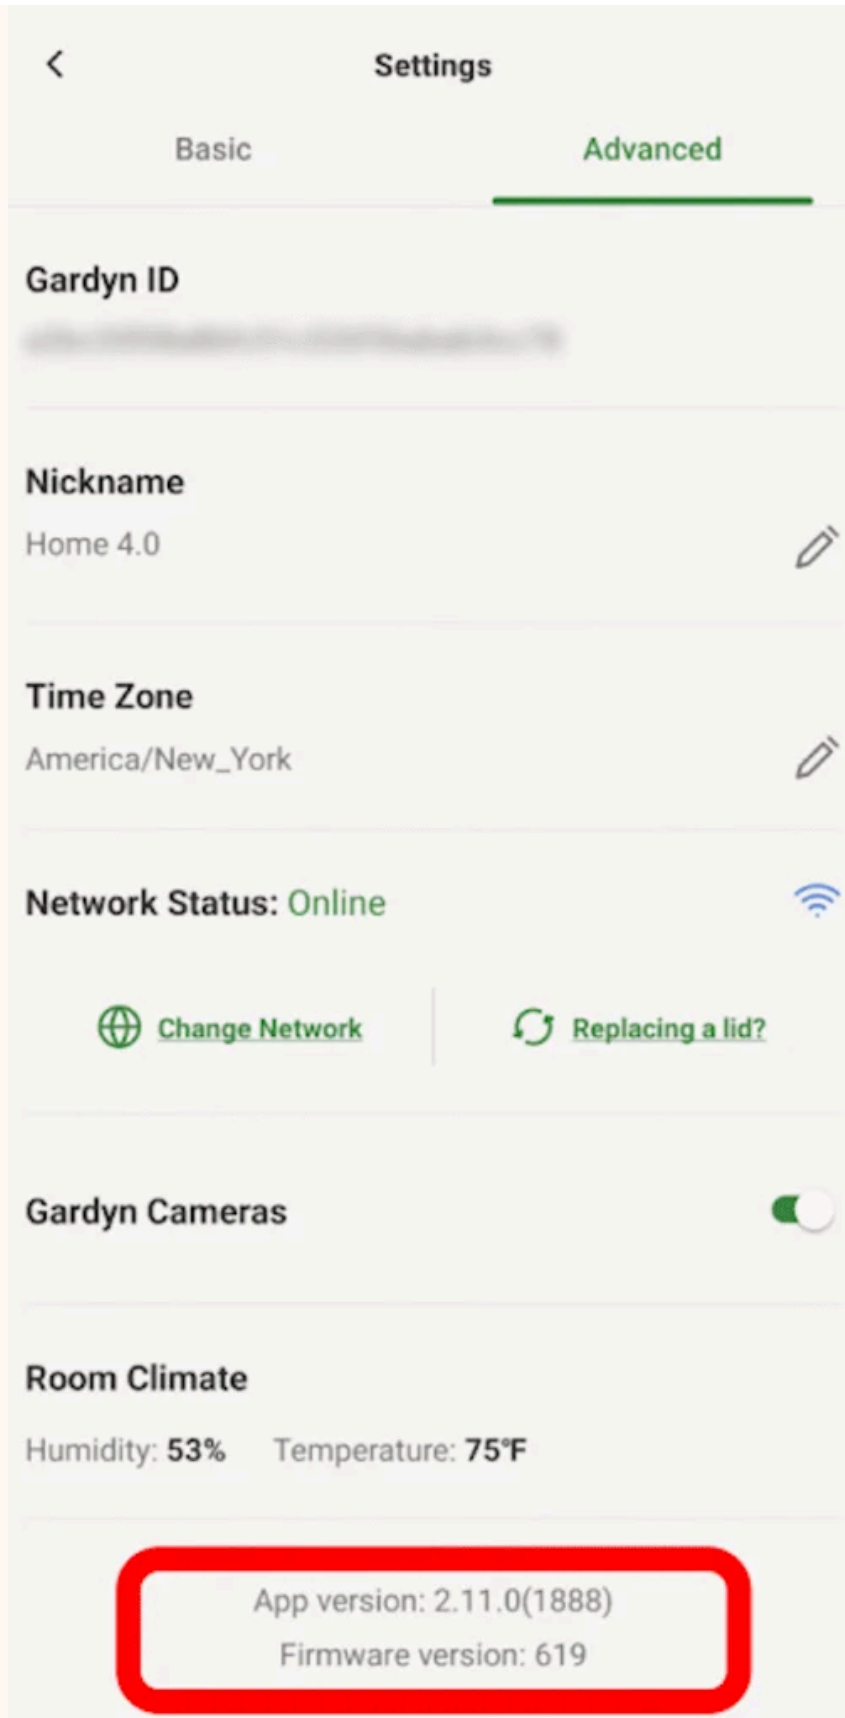 Settings
Basic Advanced
Gardyn ID
Nickname
Home 4.0
Time Zone
America/New_York
Network Status: Online
Change Network Replacing a lid?
Gardyn Cameras
Room Climate
Humidity: 53% Temperature: 75°F
App version: 2.11.0(1888)
Firmware version: 619